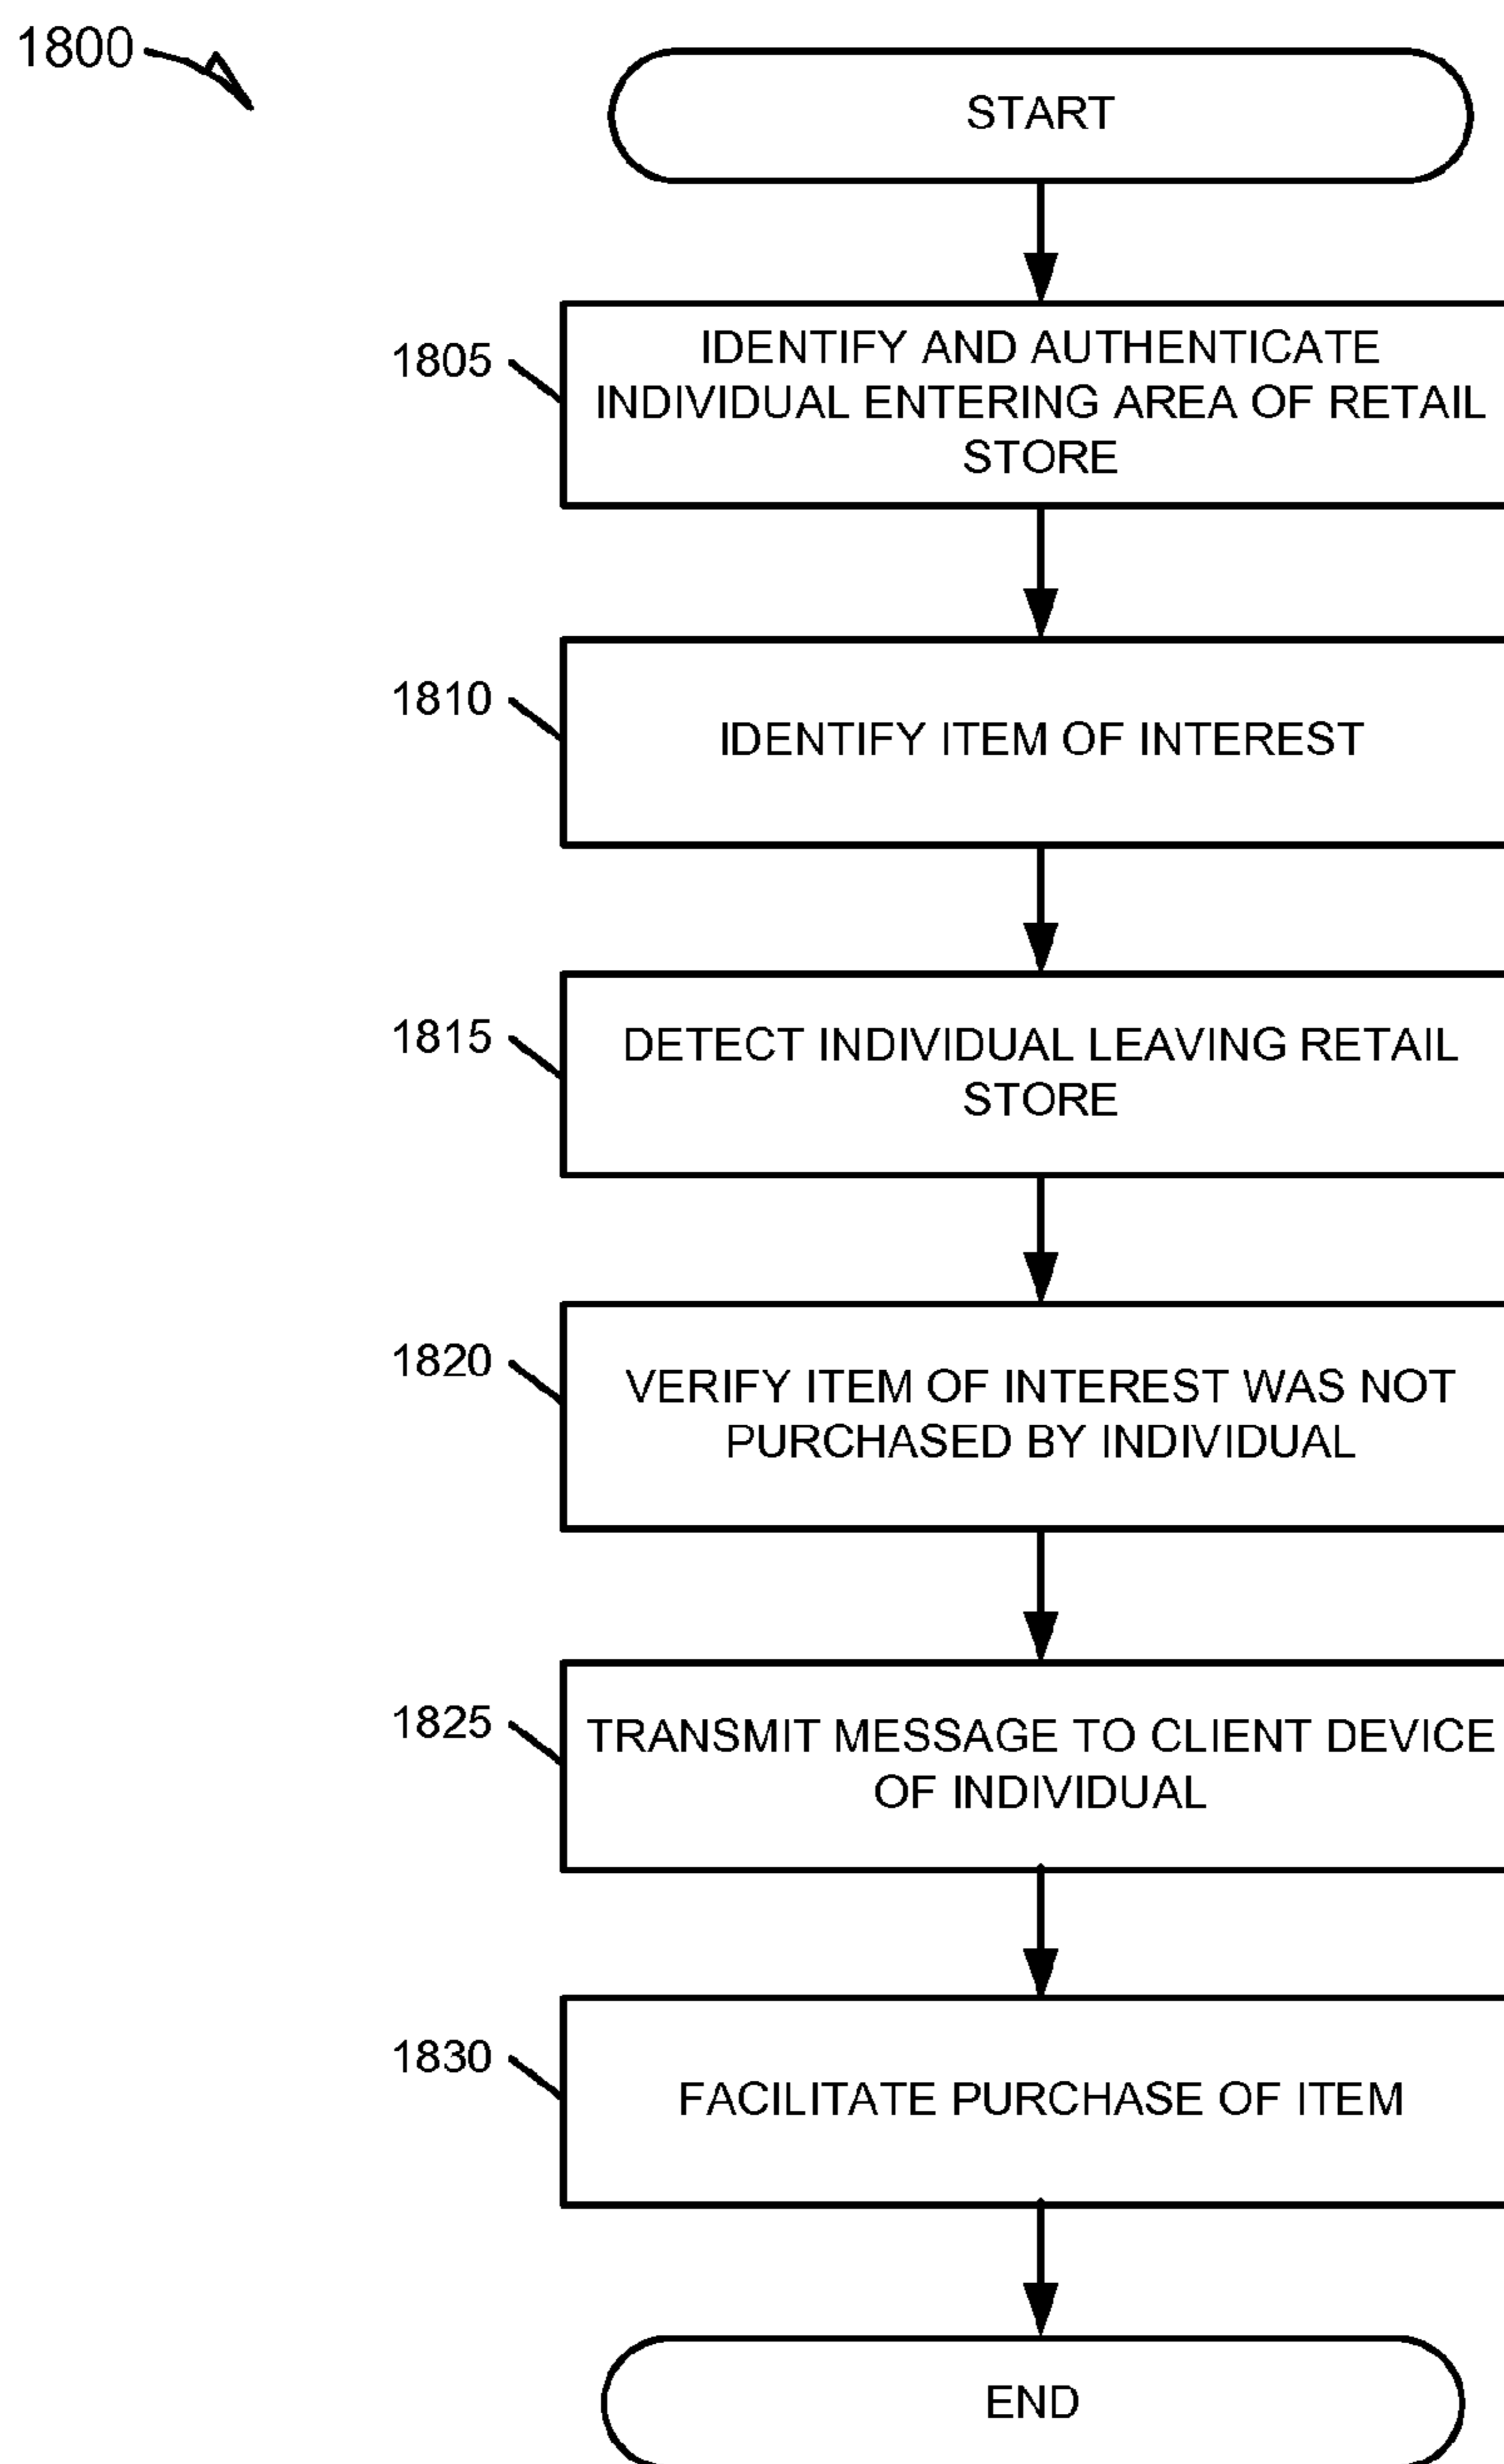 1800
START
1805
IDENTIFY AND AUTHENTICATE
INDIVIDUAL ENTERING AREA OF RETAIL
STORE
1810
IDENTIFY ITEM OF INTEREST
1815
DETECT INDIVIDUAL LEAVING RETAIL
STORE
1820
VERIFY ITEM OF INTEREST WAS NOT
PURCHASED BY INDIVIDUAL
1825
TRANSMIT MESSAGE TO CLIENT DEVICE
OF INDIVIDUAL
1830
FACILITATE PURCHASE OF ITEM
END